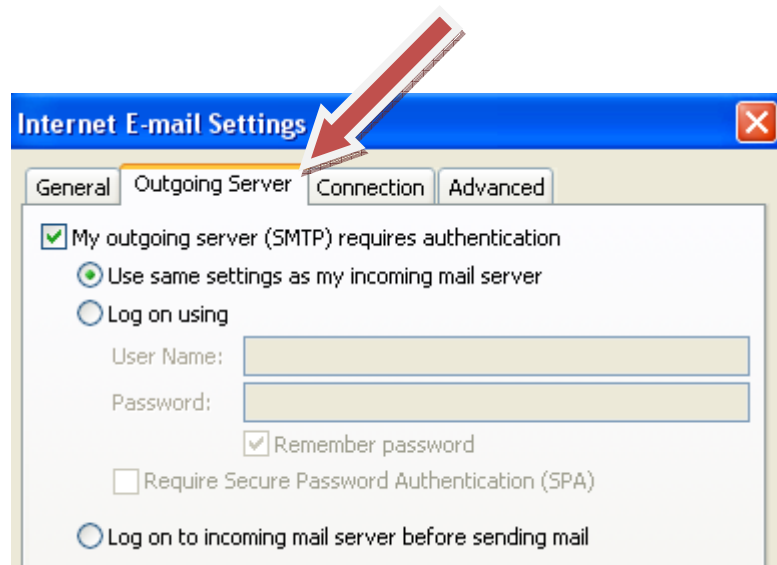 Internet E-mail Settings
General Outgoing Server Connection Advanced
My outgoing server (SMTP) requires authentication
Use same settings as my incoming mail server
Log on using
User Name:
Password:
Remember password
Require Secure Password Authentication (SPA)
Log on to incoming mail server before sending mail